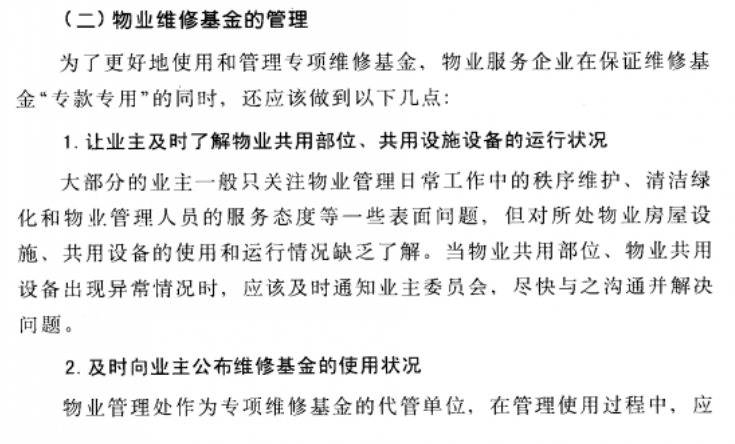 （二）物业维修基金的管理
为了更好地使用和管理专项维修基金，物业服务企业在保证维修基
金“专款专用”的同时，还应该做到以下几点：
1. 让业主及时了解物业共用部位、共用设施设备的运行状况
大部分的业主一般只关注物业管理日常工作中的秩序维护、清洁绿
化和物业管理人员的服务态度等一些表面问题，但对所处物业房屋设
施、共用设备的使用和运行情况缺乏了解。当物业共用部位、物业共用
设备出现异常情况时，应该及时通知业主委员会，尽快与之沟通并解决
问题。
2. 及时向业主公布维修基金的使用状况
物业管理处作为专项维修基金的代管单位，在管理使用过程中，应